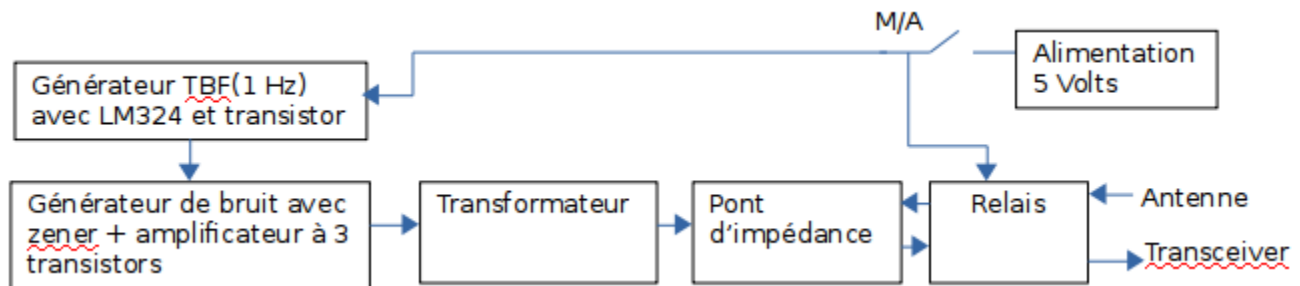 M/A
Alimentation
5 Volts
Générateur TBF(1 Hz)
avec LM324 et transistor
Générateur de bruit avec
zener + amplificateur à 3
transistors
Transformateur
Pont
d’impédance
Relais
Antenne
Transceiver